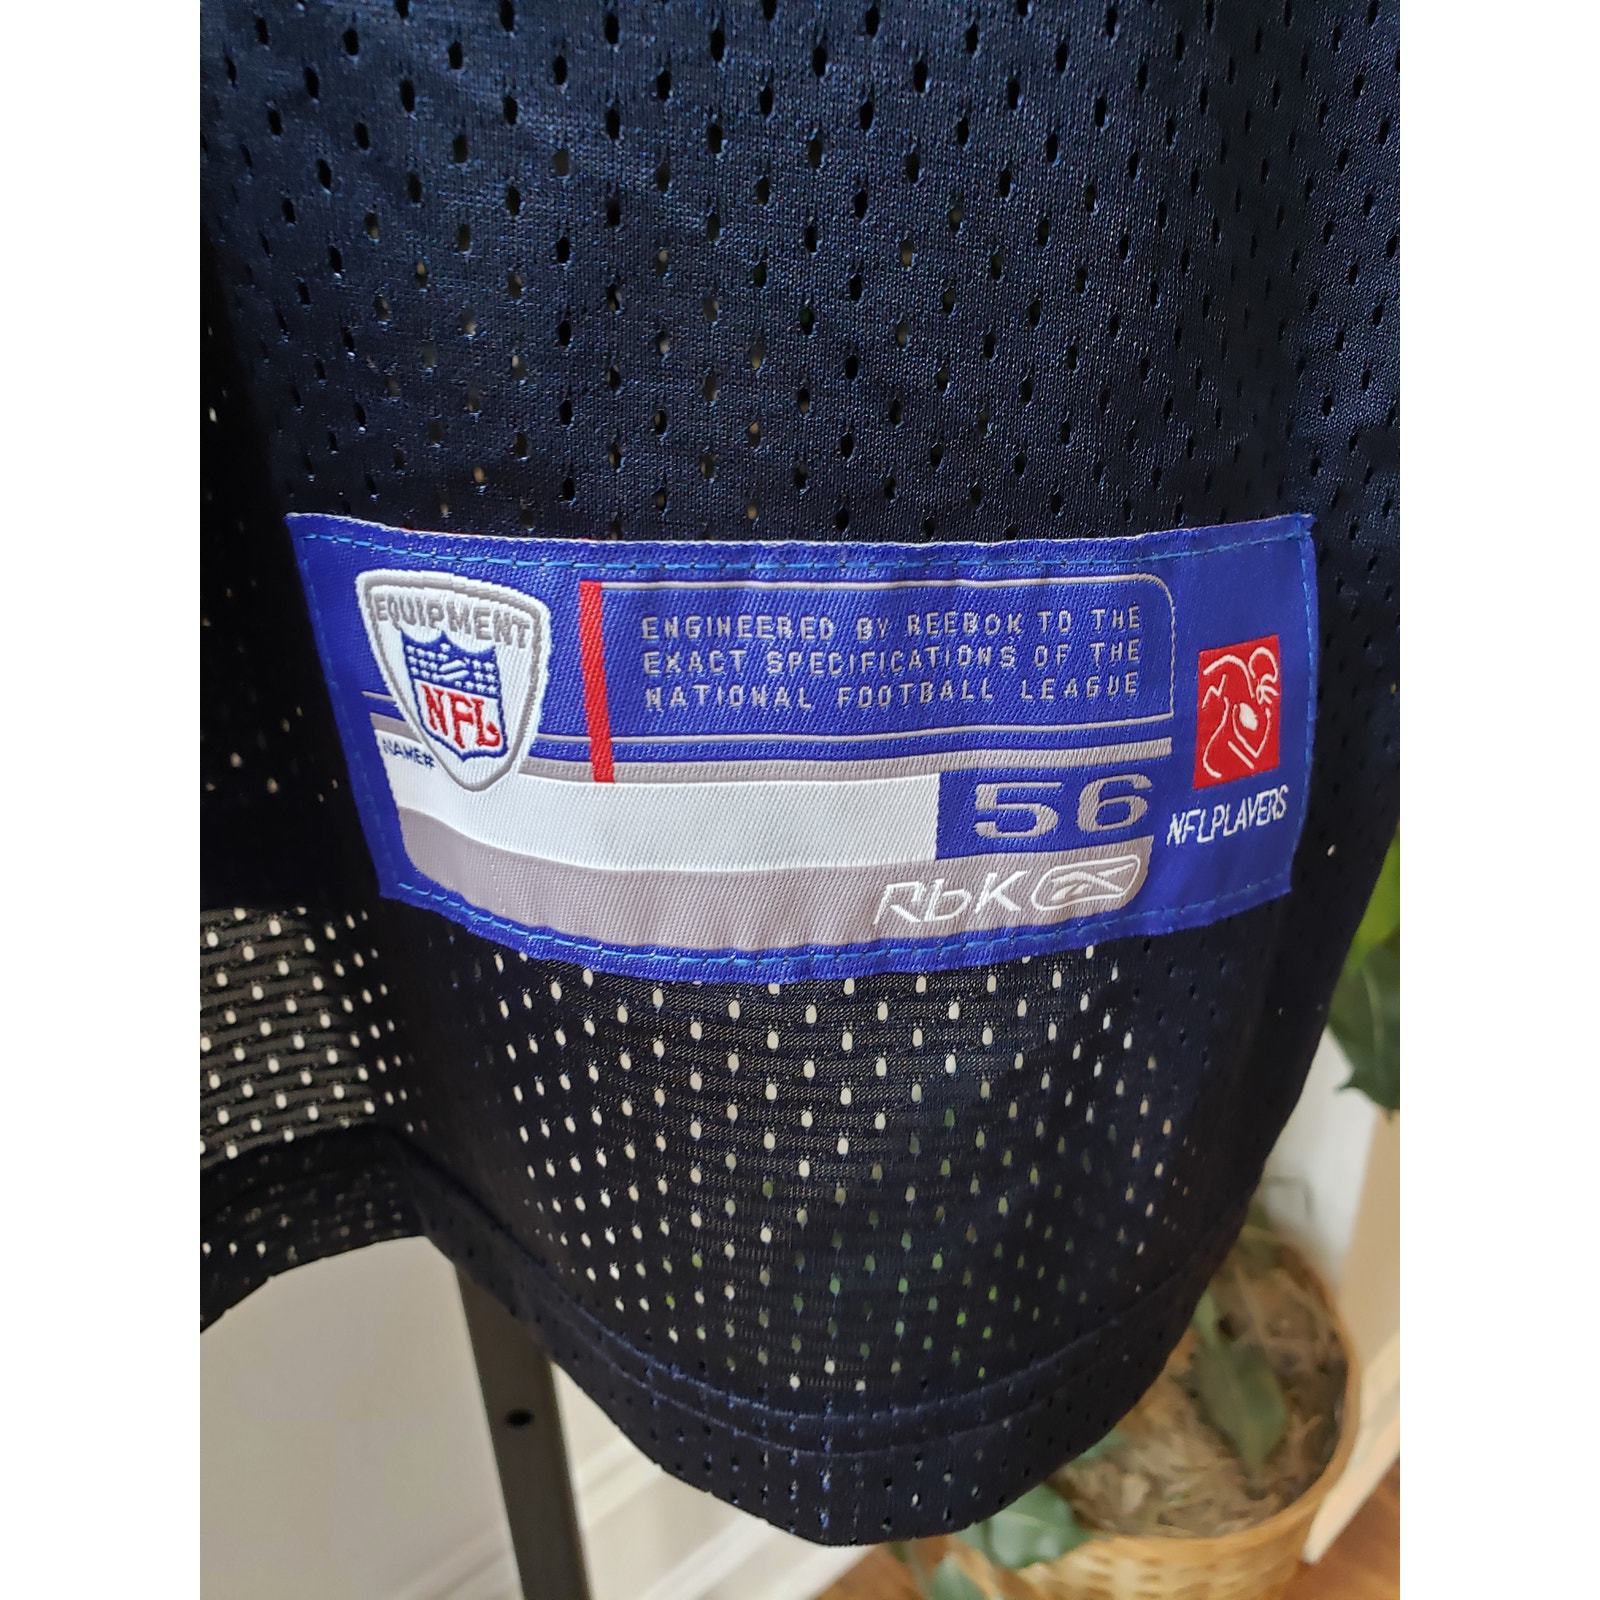 EQUIPMENT
NFL
NAME#
ENGINEERED BY REEBOK TO THE
EXACT SPECIFICATIONS OF THE
NATIONAL FOOTBALL LEAGUE
56
RbK
NFLPLAYERS